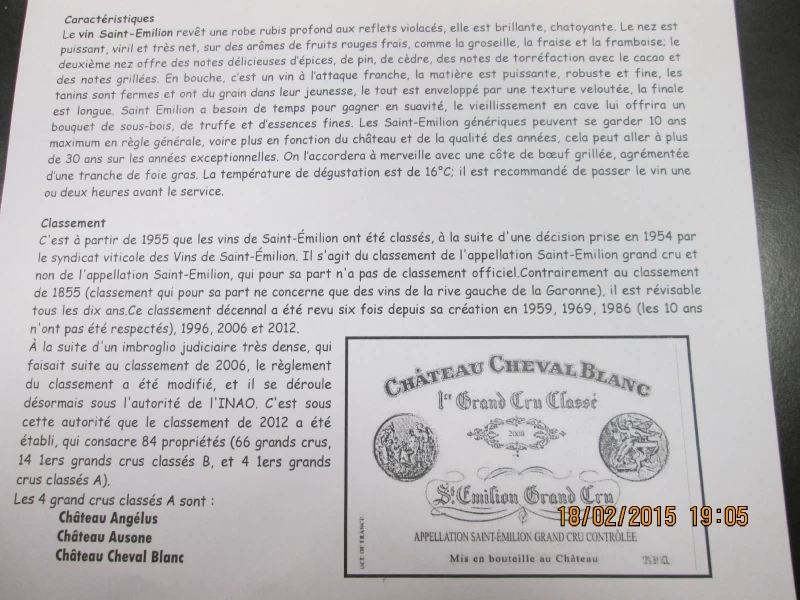 Caractéristiques
Le vin Saint-Emilion revêt une robe rubis profond aux reflets violacés, elle est brillante, chatoyante. Le nez est
puissant, viril et très net, sur des arômes de fruits rouges frais, comme la groseille, la fraise et la framboise; le
deuxième nez offre des notes délicieuses d'épices, de pin, de cèdre, des notes de torréfaction avec le cacao et
des notes grillées. En bouche, c'est un vin à l'attaque franche, la matière est puissante, robuste et fine, les
tanins sont fermes et ont du grain dans leur jeunesse, le tout est enveloppé par une texture veloutée, la finale
est longue. Saint Emilion a besoin de temps pour gagner en suavité, le vieillissement en cave lui offrira un
bouquet de sous-bois, de truffe et d'essences fines. Les Saint-Emilion génériques peuvent se garder 10 ans
maximum en règle générale, voire plus en fonction du château et de la qualité des années, cela peut aller à plus
de 30 ans sur les années exceptionnelles. On l'accordera à merveille avec une côte de bœuf grillée, agrémentée
d'une tranche de foie gras. La température de dégustation est de 16°C; il est recommandé de passer le vin une
ou deux heures avant le service.
Classement
C'est à partir de 1955 que les vins de Saint-Émilion ont été classés, à la suite d'une décision prise en 1954 par
le syndicat viticole des Vins de Saint-Émilion. Il s'agit du classement de l'appellation Saint-Emilion grand cru et
non de l'appellation Saint-Emilion, qui pour sa part n'a pas de classement officiel.Contrairement au classement
de 1855 (classement qui pour sa part ne concerne que des vins de la rive gauche de la Garonne), il est révisable
tous les dix ans.Ce classement décennal a été revu six fois depuis sa création en 1959, 1969, 1986 (les 10 ans
n'ont pas été respectés), 1996, 2006 et 2012.
À la suite d'un imbroglio judiciaire très dense, qui
faisait suite au classement de 2006, le règlement
du classement a été modifié, et il se déroule
désormais sous l'autorité de l'INAO. C'est sous
cette autorité que le classement de 2012 a été
établi, qui consacre 84 propriétés (66 grands crus,
14 1ers grands crus classés B, et 4 1ers grands
crus classés A).
Les 4 grand crus classés A sont :
Château Angélus
Château Ausone
Château Cheval Blanc
CHÂTEAU CHEVAL BLANC
1er Grand Cru Classé
2008
St Emilion Grand Cru
APPELLATION SAINT-ÉMILION GRAND CRU CONTRÔLÉE
Mis en bouteille au Château
DE FRANCE
18/02/2015 19:05